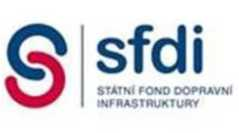 sfdi
STÁTNÍ FOND DOPRAVNÍ
INFRASTRUKTURY